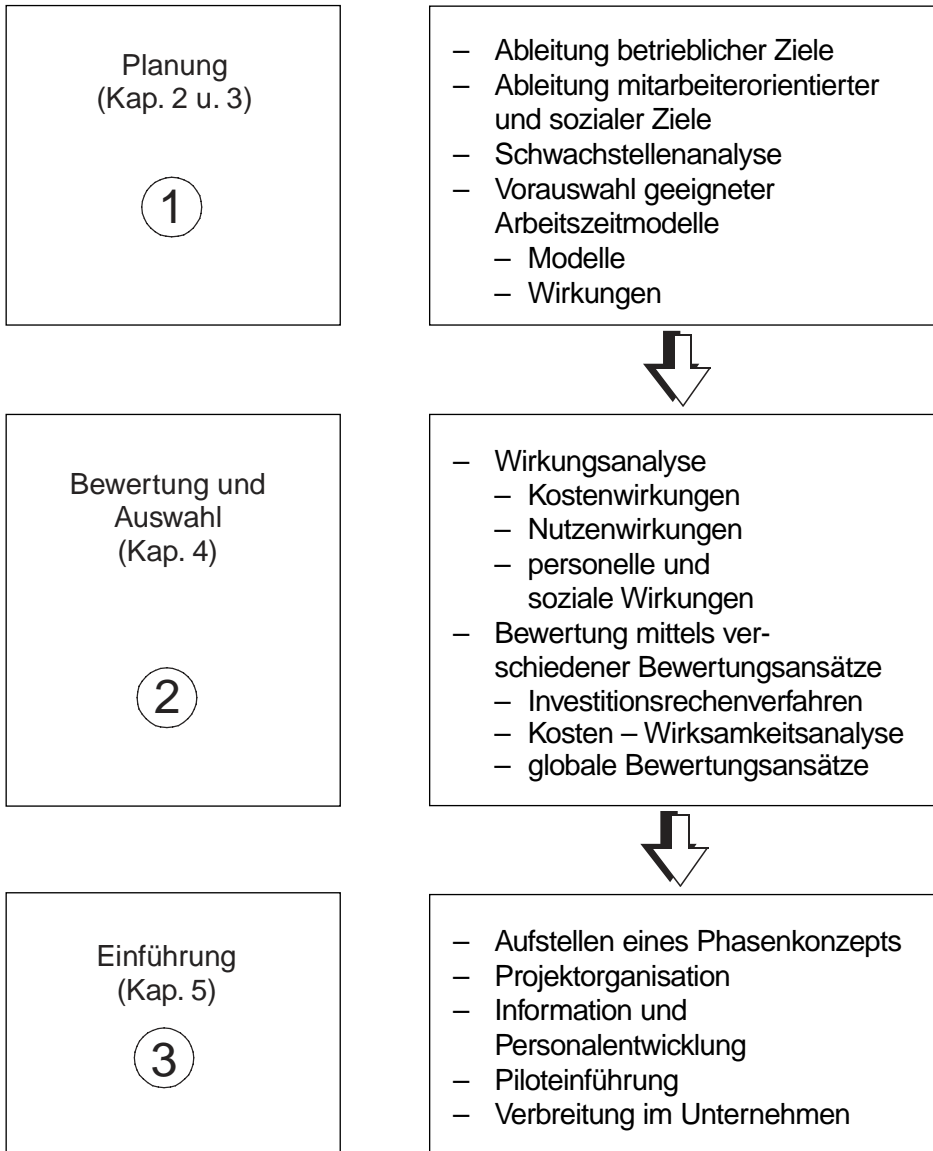 Planung
(Kap. 2 u. 3)
1
– Ableitung betrieblicher Ziele
– Ableitung mitarbeiterorientierter
und sozialer Ziele
– Schwachstellenanalyse
– Vorauswahl geeigneter
Arbeitszeitmodelle
– Modelle
– Wirkungen
Bewertung und
Auswahl
(Kap. 4)
2
– Wirkungsanalyse
– Kostenwirkungen
– Nutzenwirkungen
– personelle und
soziale Wirkungen
– Bewertung mittels ver-
schiedener Bewertungsansätze
– Investitionsrechenverfahren
– Kosten – Wirksamkeitsanalyse
– globale Bewertungsansätze
Einführung
(Kap. 5)
3
– Aufstellen eines Phasenkonzepts
– Projektorganisation
– Information und
Personalentwicklung
– Piloteinführung
– Verbreitung im Unternehmen